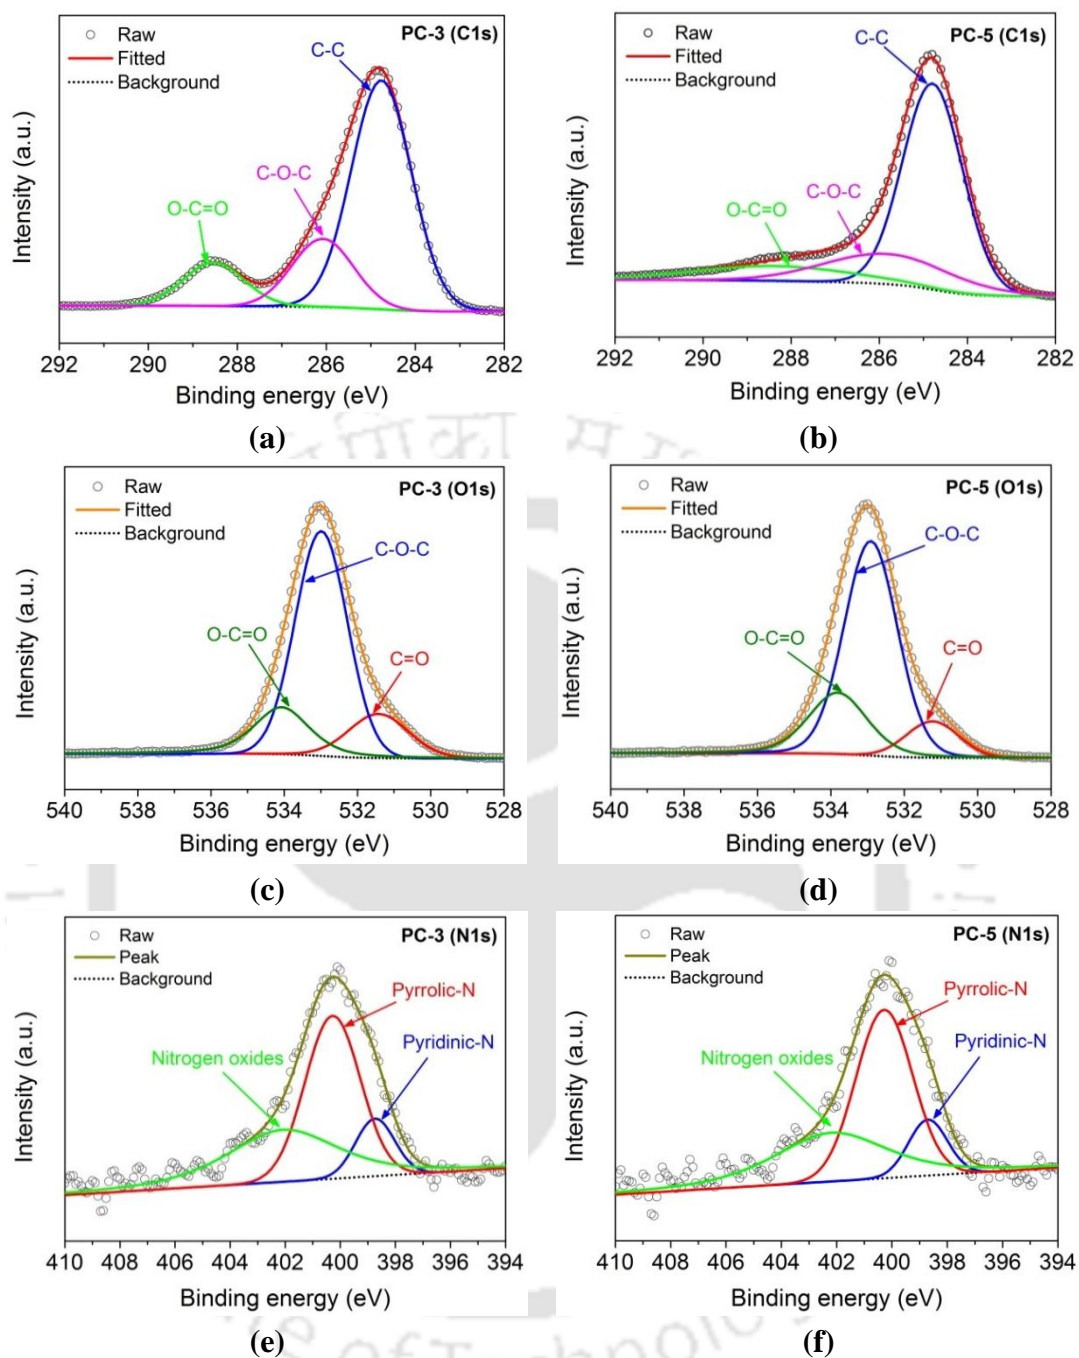 Raw
Fitted
Background
PC-3 (C1s)
C-C
C-O-C
O-C=O
Intensity (a.u.)
292 290 288 286 284 282
Binding energy (eV)
(a)
Raw
Fitted
Background
PC-5 (C1s)
C-C
C-O-C
O-C=O
Intensity (a.u.)
292 290 288 286 284 282
Binding energy (eV)
(b)
Raw
Fitted
Background
PC-3 (O1s)
C-O-C
O-C=O
C=O
Intensity (a.u.)
540 538 536 534 532 530 528
Binding energy (eV)
(c)
Raw
Fitted
Background
PC-5 (O1s)
C-O-C
O-C=O
C=O
Intensity (a.u.)
540 538 536 534 532 530 528
Binding energy (eV)
(d)
Raw
Peak
Background
PC-3 (N1s)
Pyrrolic-N
Pyridinic-N
Nitrogen oxides
Intensity (a.u.)
410 408 406 404 402 400 398 396 394
Binding energy (eV)
(e)
Raw
Peak
Background
PC-5 (N1s)
Pyrrolic-N
Pyridinic-N
Nitrogen oxides
Intensity (a.u.)
410 408 406 404 402 400 398 396 394
Binding energy (eV)
(f)